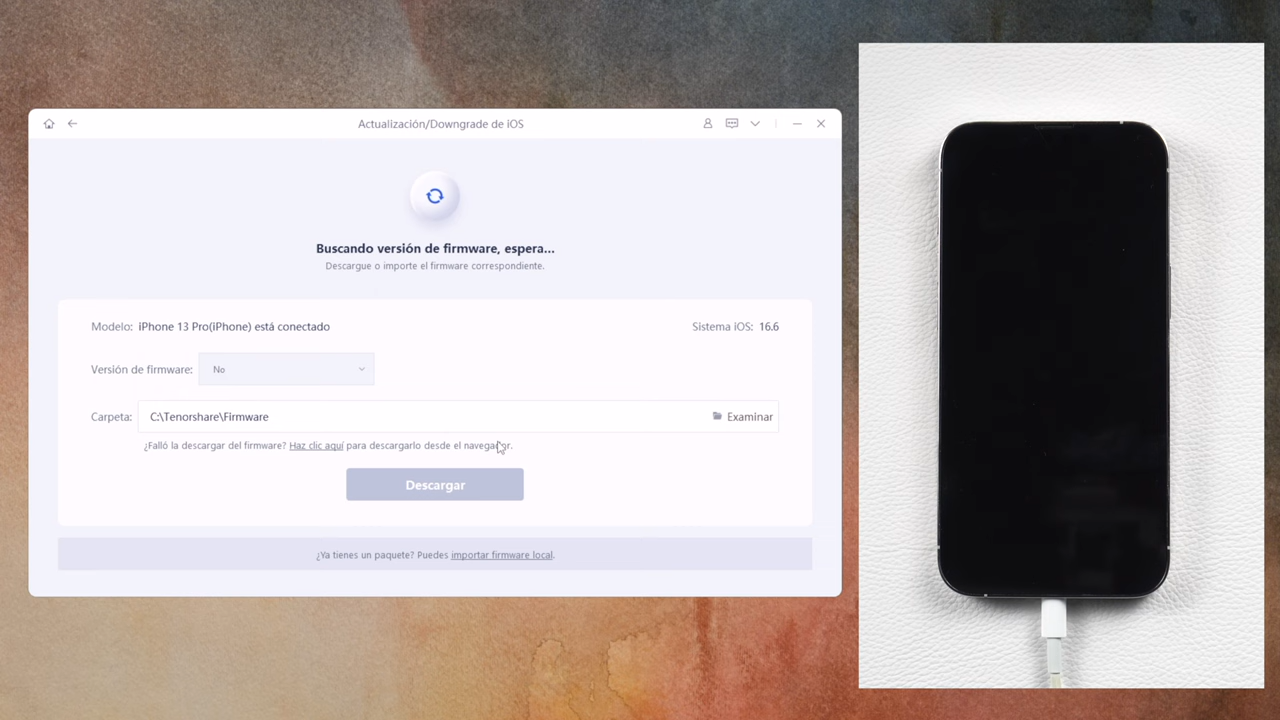 Actualización/Downgrade de iOS
Buscando versión de firmware, espera...
Descargue o importe el firmware correspondiente.
Modelo: iPhone 13 Pro(iPhone) está conectado
Sistema iOS: 16.6
Versión de firmware: No
Carpeta: C:\Tenorshare\Firmware
Examinar
¿Falló la descargar del firmware? Haz clic aquí para descargarlo desde el navegador.
Descargar
¿Ya tienes un paquete? Puedes importar firmware local.